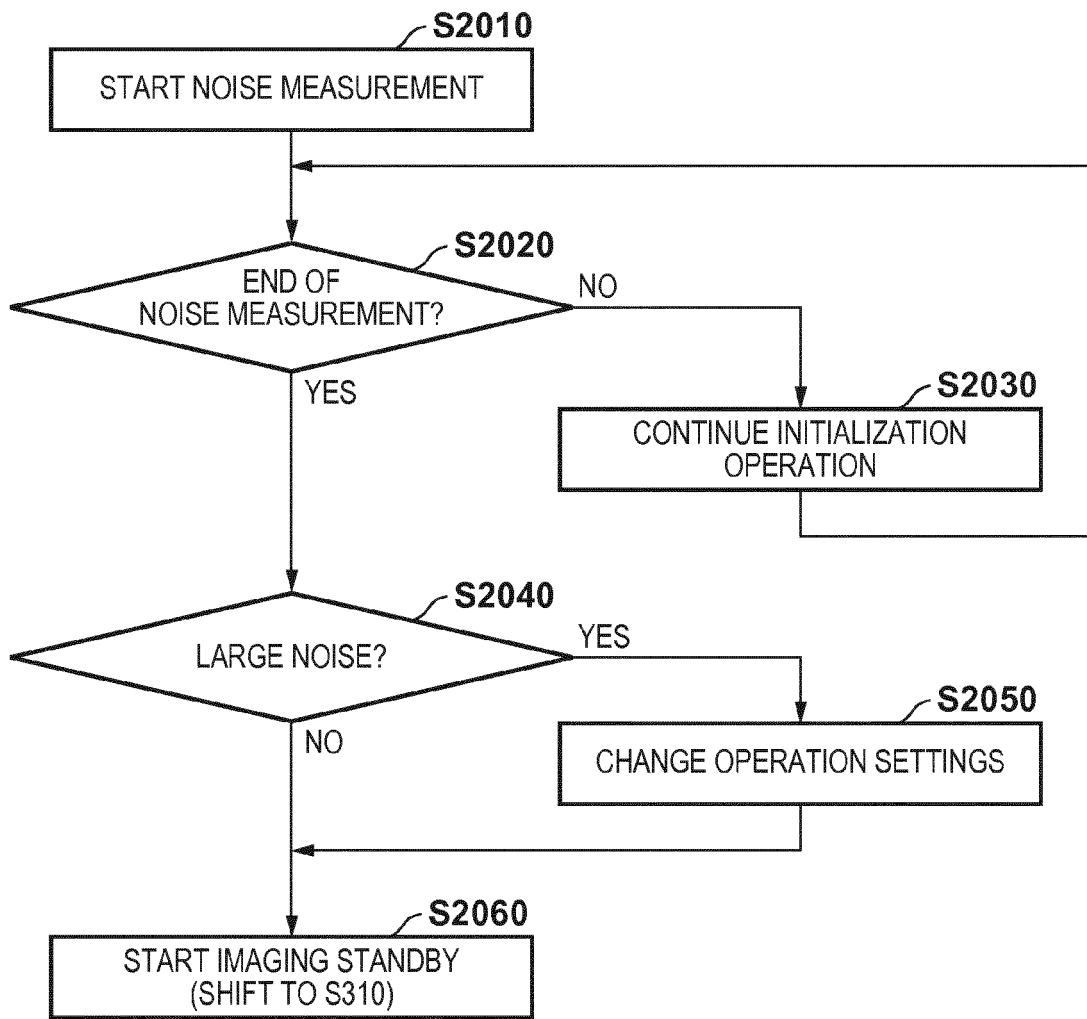 S2010
START NOISE MEASUREMENT
S2020
END OF
NOISE MEASUREMENT?
NO
YES
S2030
CONTINUE INITIALIZATION
OPERATION
S2040
LARGE NOISE?
YES
NO
S2050
CHANGE OPERATION SETTINGS
S2060
START IMAGING STANDBY
(SHIFT TO S310)